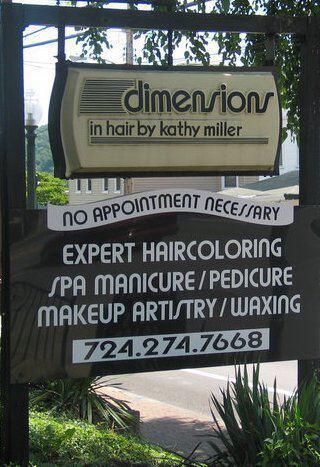 dimensions
in hair by kathy miller
NO APPOINTMENT NECESSARY
EXPERT HAIRCOLORING
SPA MANICURE/PEDICURE
MAKEUP ARTISTRY/WAXING
724.274.7668